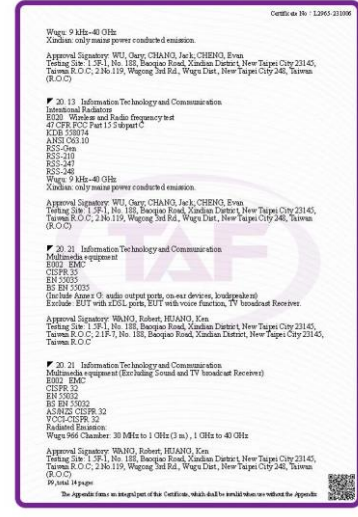 Certificate No : L2965-231006
Wugu: 9 kHz~40 GHz
Xindian: only mains power conducted emission.
Approval Signatory: WU, Gary; CHANG, Jack; CHENG, Evan
Testing Site: 1.5F-1, No. 188, Baoqiao Road, Xindian District, New Taipei City 23145,
Taiwan R.O.C; 2.No.119, Wugong 3rd Rd., Wugu Dist., New Taipei City 248, Taiwan
(R.O.C)
20. 13 Information Technology and Communication
Intentional Radiators
E020 Wireless and Radio frequency test
47 CFR FCC Part 15 Subpart C
KDB 558074
ANSI C63.10
RSS-Gen
RSS-210
RSS-247
RSS-248
Wugu: 9 kHz~40 GHz
Xindian: only mains power conducted emission.
Approval Signatory: WU, Gary; CHANG, Jack; CHENG, Evan
Testing Site: 1.5F-1, No. 188, Baoqiao Road, Xindian District, New Taipei City 23145,
Taiwan R.O.C; 2.No.119, Wugong 3rd Rd., Wugu Dist., New Taipei City 248, Taiwan
(R.O.C)
TAF
20. 21 Information Technology and Communication
Multimedia equipment
E002 EMC
CISPR 35
EN 55035
BS EN 55035
(Include Annex G: audio output ports, on-ear devices, loudspeakers)
Exclude: EUT with xDSL ports, EUT with voice function, TV broadcast Receiver.
Approval Signatory: WANG, Robert; HUANG, Ken
Testing Site: 1.5F-1, No. 188, Baoqiao Road, Xindian District, New Taipei City 23145,
Taiwan R.O.C; 2.1F-7, No. 188, Baoqiao Road, Xindian District, New Taipei City 23145,
Taiwan R.O.C
20. 21 Information Technology and Communication
Multimedia equipment (Excluding Sound and TV broadcast Receiver)
E002 EMC
CISPR 32
EN 55032
BS EN 55032
AS/NZS CISPR 32
VCCI-CISPR 32
Radiated Emission:
Wugu 966 Chamber: 30 MHz to 1 GHz (3 m) , 1 GHz to 40 GHz
Approval Signatory: WANG, Robert; HUANG, Ken
Testing Site: 1.5F-1, No. 188, Baoqiao Road, Xindian District, New Taipei City 23145,
Taiwan R.O.C; 2.No.119, Wugong 3rd Rd., Wugu Dist., New Taipei City 248, Taiwan
(R.O.C)
P9, total 14 pages
The Appendix forms an integral part of this Certificate, which shall be invalid when use without the Appendix